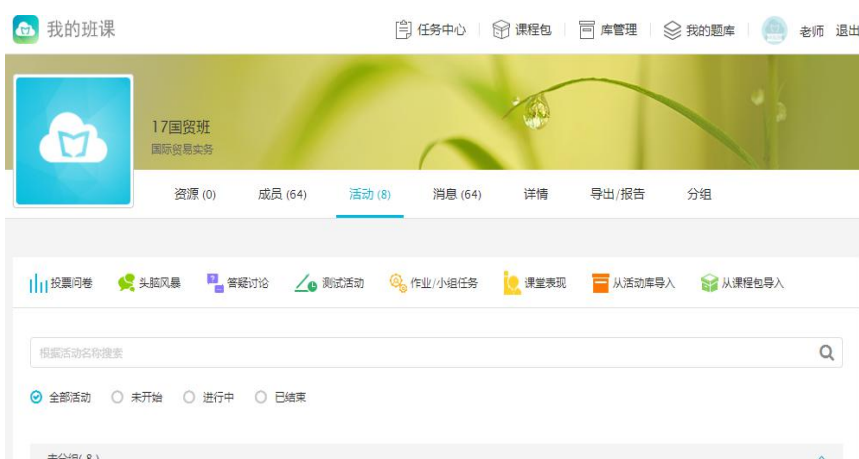 我的班课 任务中心 课程包 库管理 我的题库 老师 退出
17国贸班
国际贸易实务
资源 (0) 成员 (64) 活动 (8) 消息 (64) 详情 导出/报告 分组
投票问卷 头脑风暴 答疑讨论 测试活动 作业/小组任务 课堂表现 从活动库导入 从课程包导入
根据活动名称搜索
全部活动 未开始 进行中 已结束
未分组( 8 )